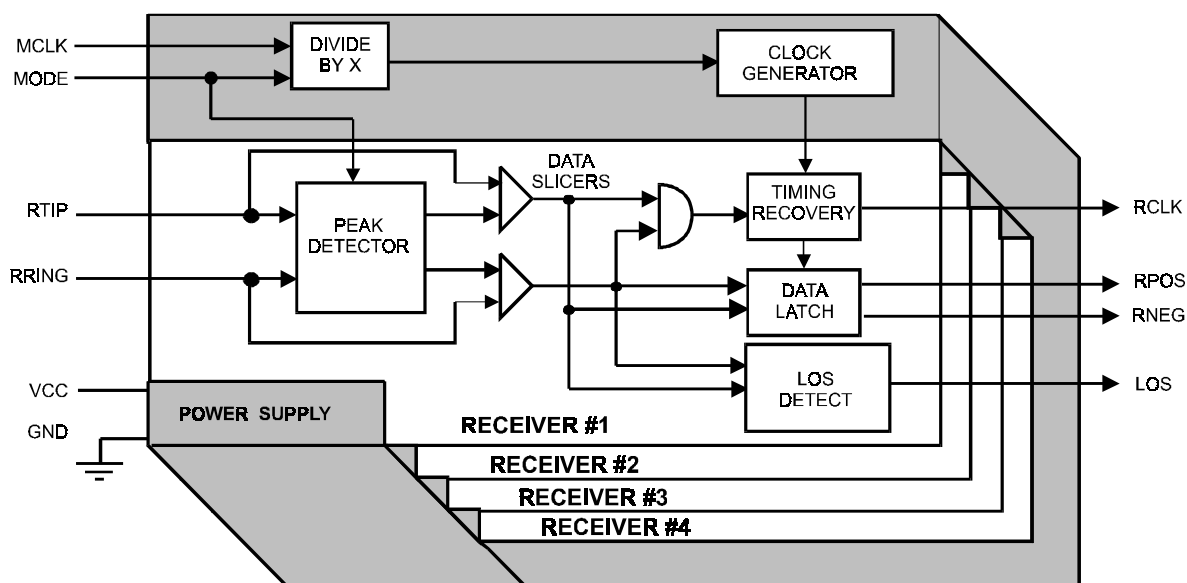 MCLK
MODE
DIVIDE
BY X
CLOCK
GENERATOR
RTIP
RRING
PEAK
DETECTOR
DATA
SLICERS
TIMING
RECOVERY
DATA
LATCH
LOS
DETECT
RCLK
RPOS
RNEG
LOS
VCC
GND
POWER SUPPLY
RECEIVER #1
RECEIVER #2
RECEIVER #3
RECEIVER #4